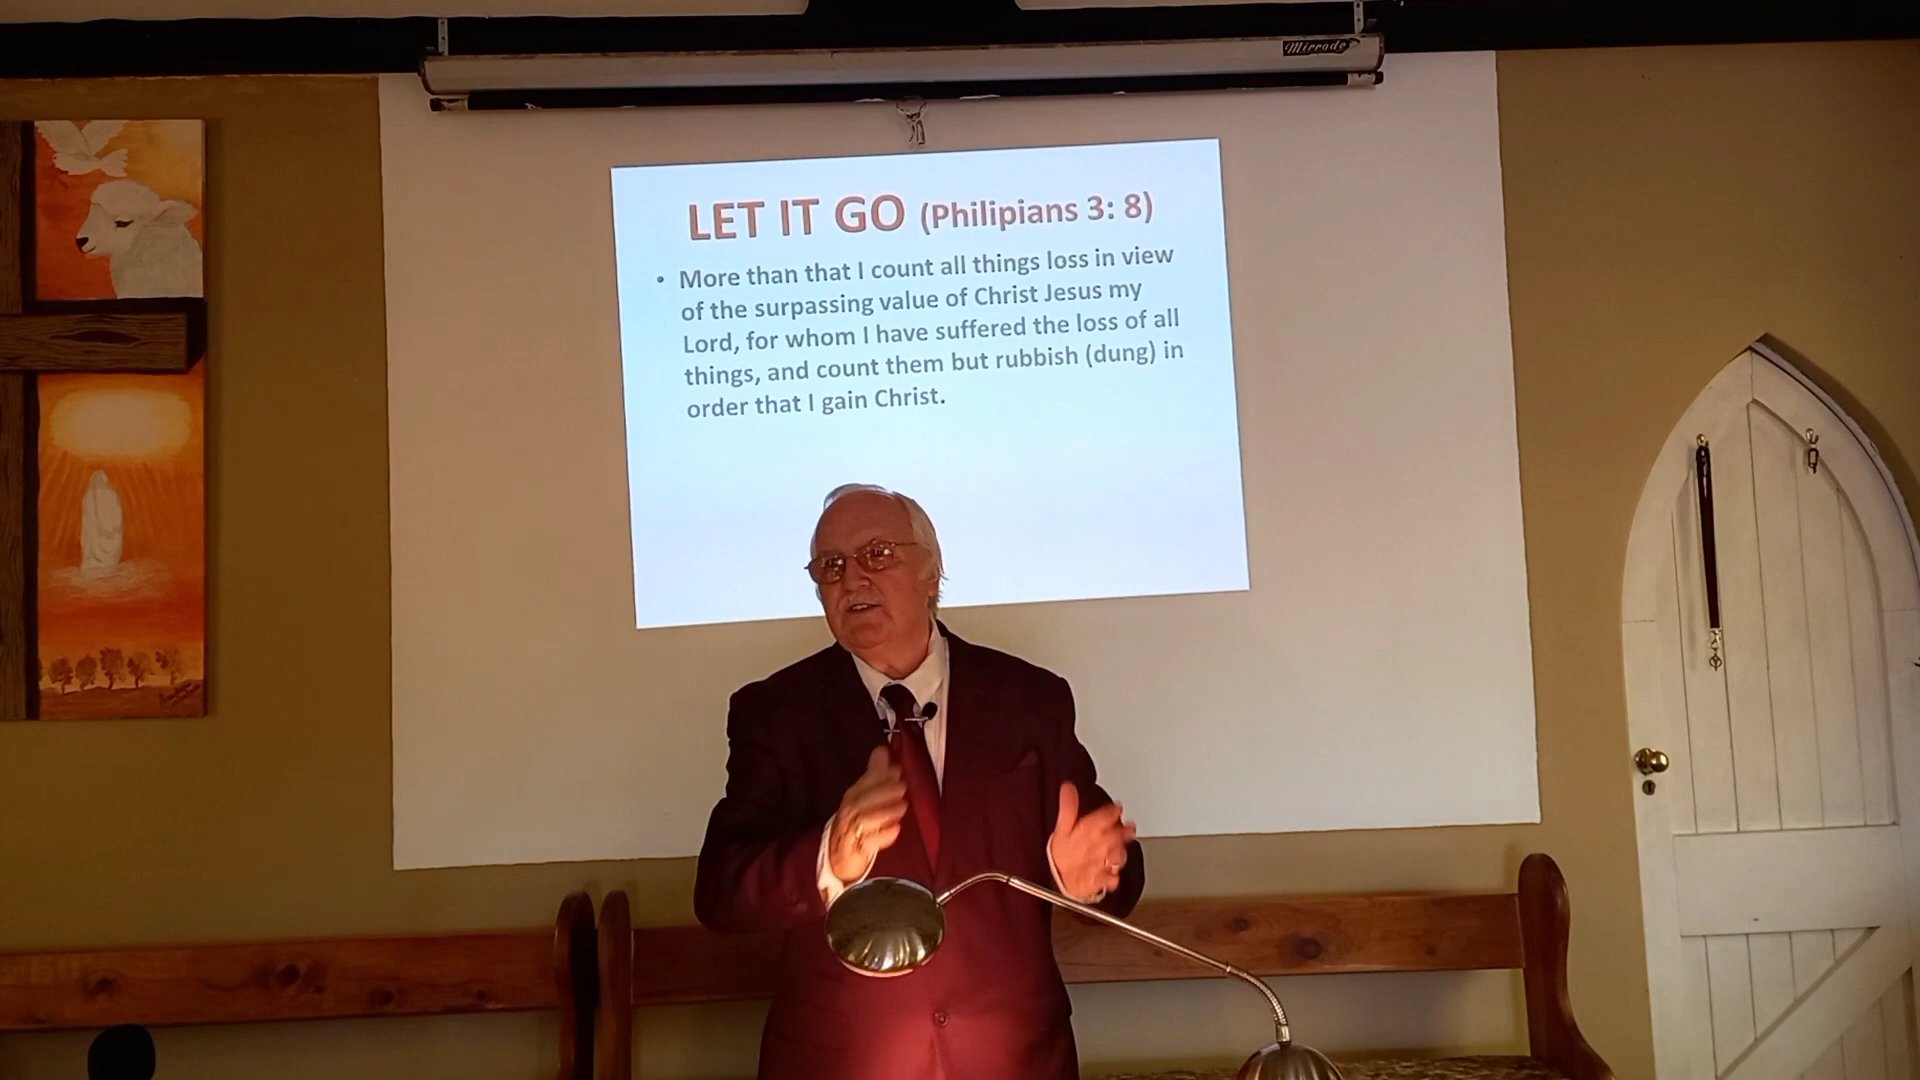 Mirrode
LET IT GO (Philipians 3: 8)
• More than that I count all things loss in view
of the surpassing value of Christ Jesus my
Lord, for whom I have suffered the loss of all
things, and count them but rubbish (dung) in
order that I gain Christ.